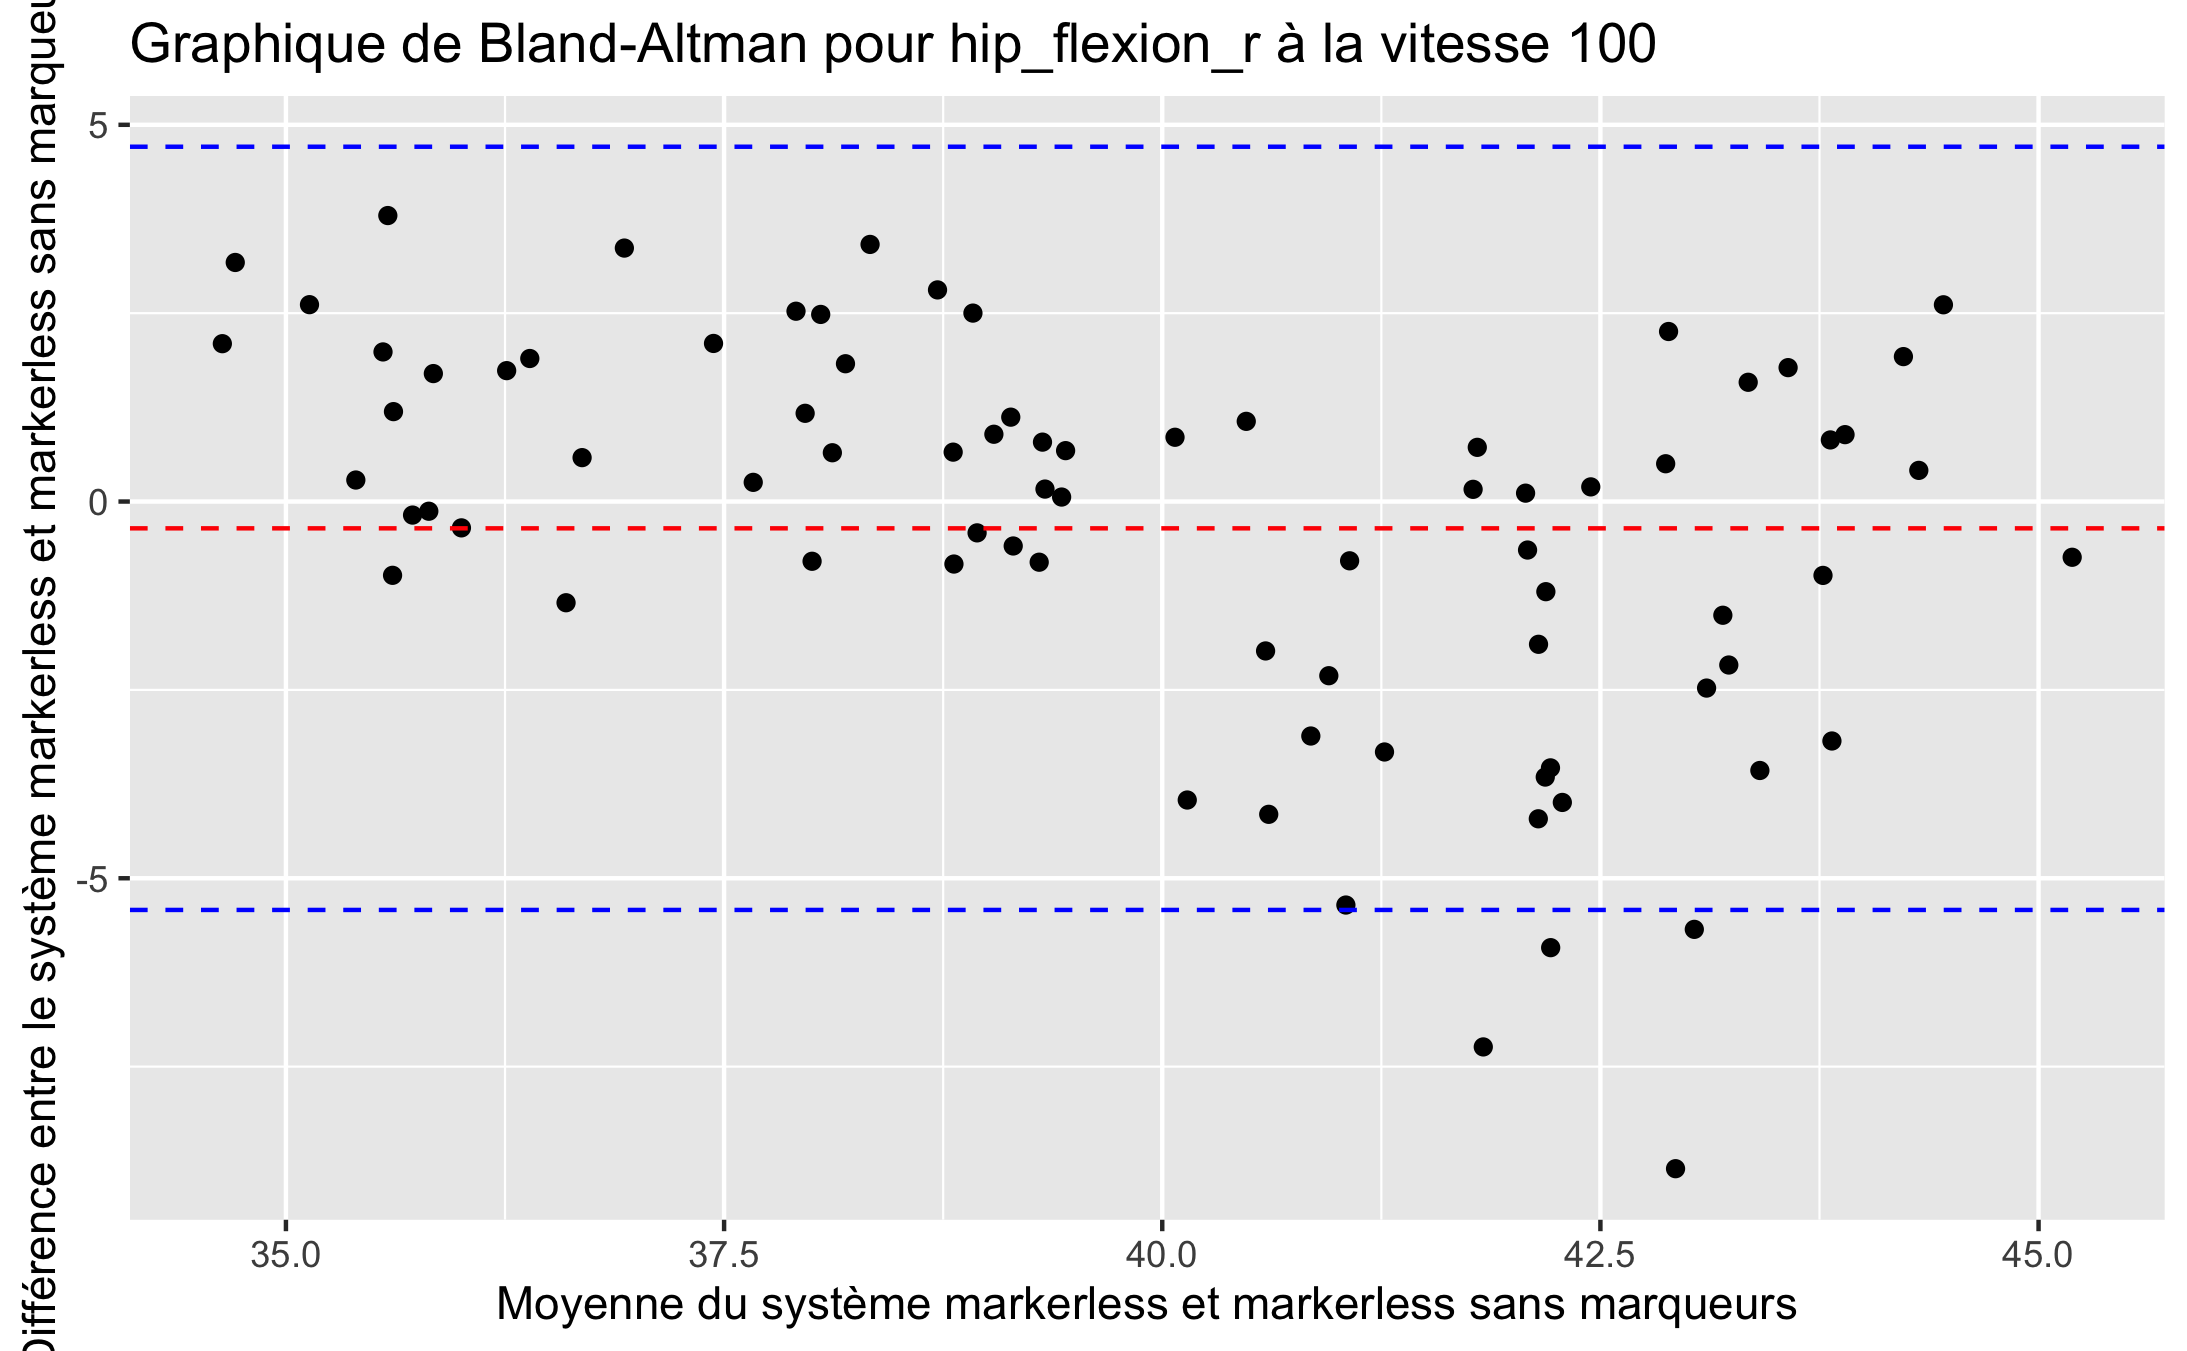 Graphique de Bland-Altman pour hip_flexion_r à la vitesse 100
Différence entre le système markerless et markerless sans marqueu
5
0
-5
35.0
37.5
40.0
42.5
45.0
Moyenne du système markerless et markerless sans marqueurs